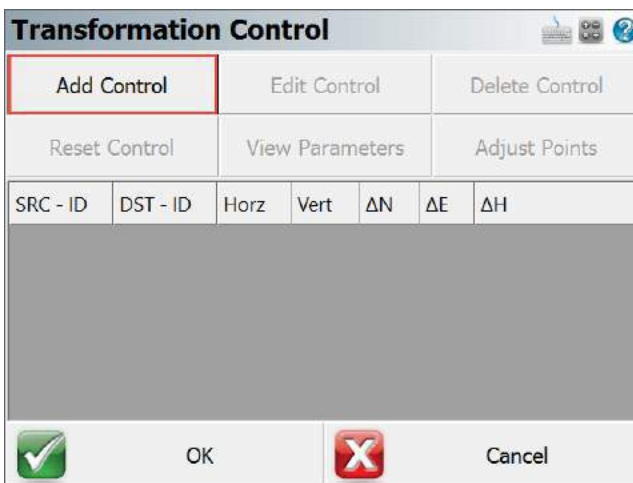 Transformation Control
Add Control Edit Control Delete Control
Reset Control View Parameters Adjust Points
SRC - ID DST - ID Horz Vert ΔN ΔE ΔH
OK Cancel